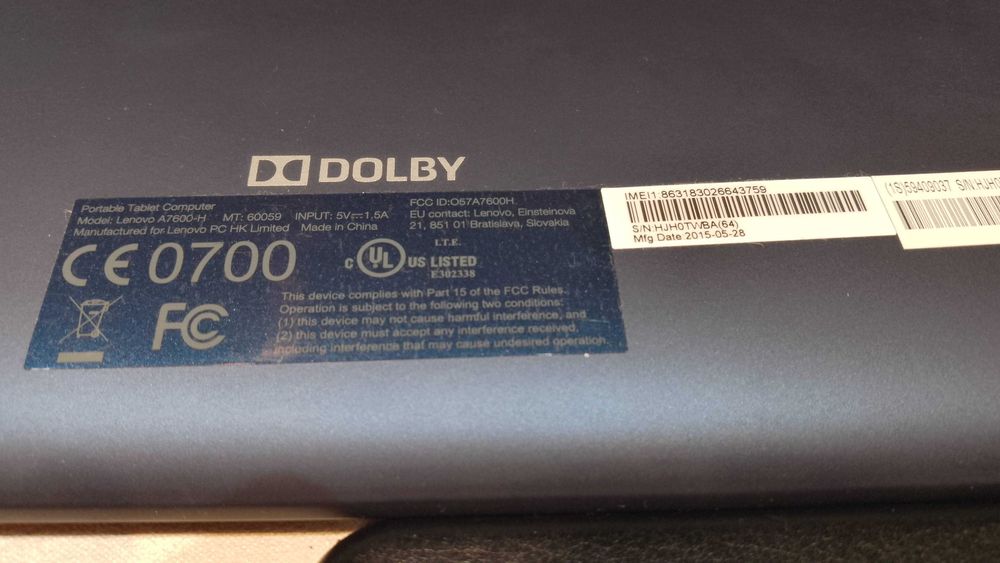 DOLBY
Portable Tablet Computer
Model: Lenovo A7600-H MT: 60059 INPUT: 5V⎓1.5A
Manufactured for Lenovo PC HK Limited Made in China
FCC ID:O57A7600H
EU contact: Lenovo, Einsteinova
21, 851 01 Bratislava, Slovakia
CE 0700
I.T.E.
C UL US LISTED
E302338
FC
This device complies with Part 15 of the FCC Rules.
Operation is subject to the following two conditions:
(1) this device may not cause harmful interference, and
(2) this device must accept any interference received,
including interference that may cause undesired operation.
IMEI1:863183026643759
S/N:HJH0TWBA(64)
Mfg Date:2015-05-28
S/N:HJH0